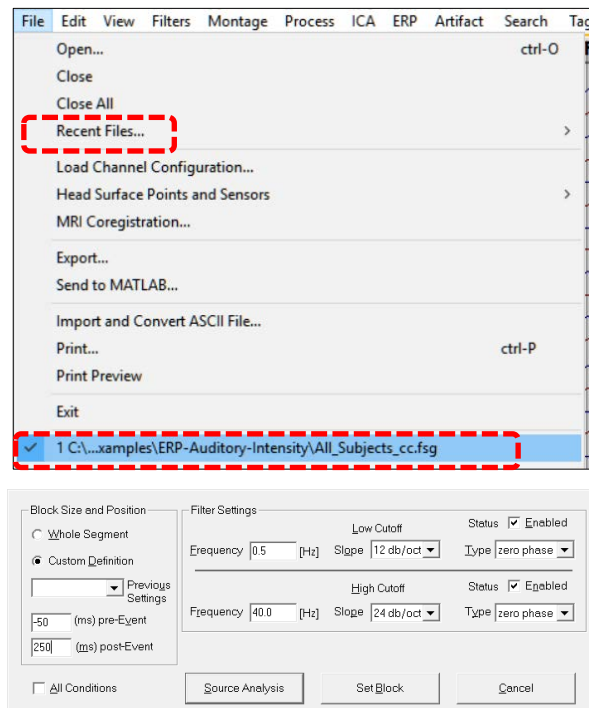 File Edit View Filters Montage Process ICA ERP Artifact Search Tag
Open... ctrl-O
Close
Close All
Recent Files... >
Load Channel Configuration...
Head Surface Points and Sensors >
MRI Coregistration...
Export...
Send to MATLAB...
Import and Convert ASCII File...
Print... ctrl-P
Print Preview
Exit
✓ 1 C:\...xamples\ERP-Auditory-Intensity\All_Subjects_cc.fsg
Block Size and Position
Whole Segment
Custom Definition
Previous
Settings
-50 (ms) pre-Event
250 (ms) post-Event
All Conditions
Filter Settings
Low Cutoff Status Enabled
Frequency 0.5 [Hz] Slope 12 db/oct Type zero phase
High Cutoff Status Enabled
Frequency 40.0 [Hz] Slope 24 db/oct Type zero phase
Source Analysis Set Block Cancel